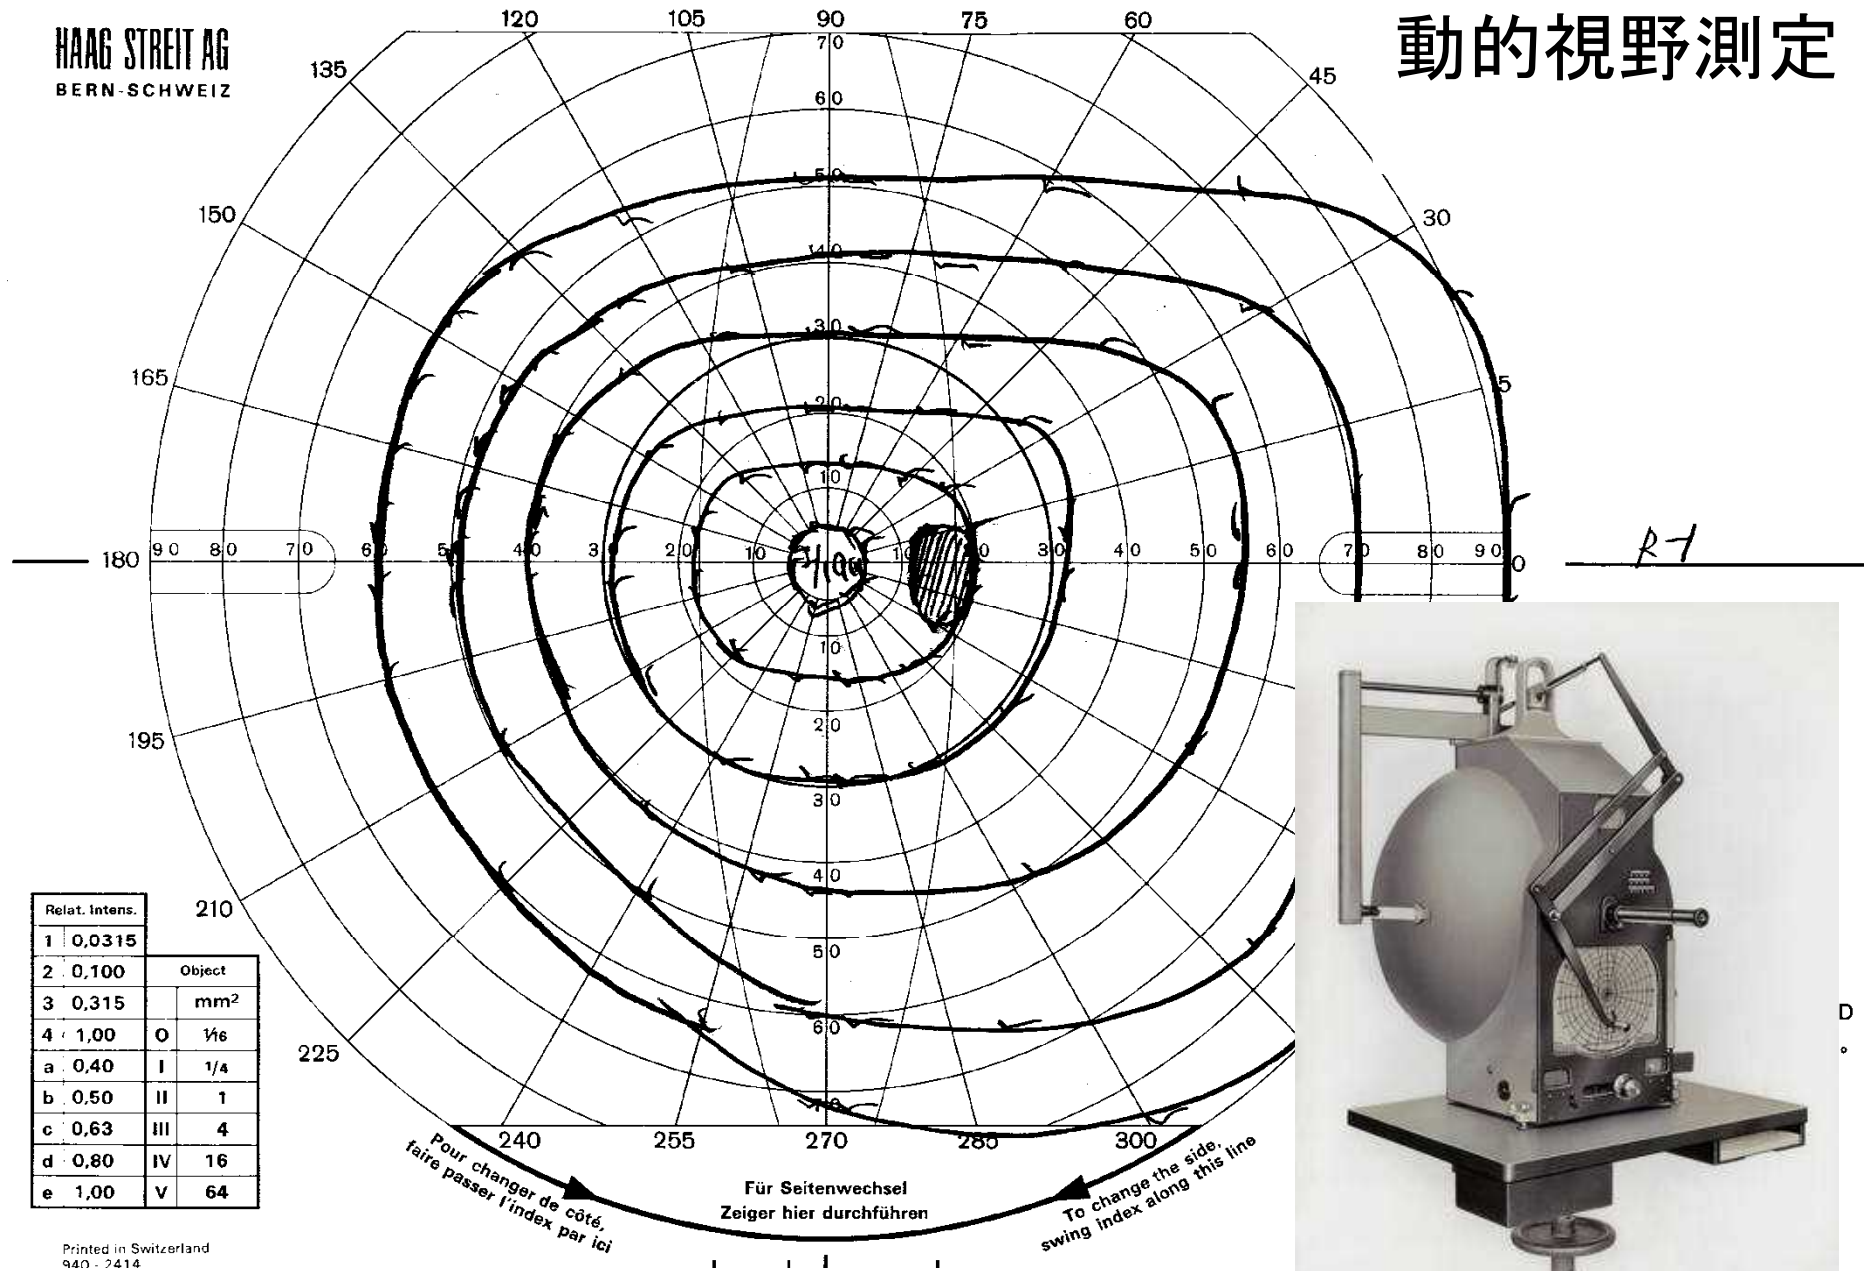 HAAG STREIT AG
BERN-SCHWEIZ
動的視野測定
120 105 90 75 60
135 45
150 30
165 5
180 0
195
210
225
240 255 270 285 300
70
60
50
40
30
20
10
90 80 70 60 50 40 30 20 10 30 40 50 60 70 80 90
10
20
30
40
50
60
70
Relat. Intens.
1 0,0315
2 0,100 Object
3 0,315 mm²
4 1,00 O 1/16
a 0,40 I 1/4
b 0,50 II 1
c 0,63 III 4
d 0,80 IV 16
e 1,00 V 64
Pour changer de côté,
faire passer l'index par ici
Für Seitenwechsel
Zeiger hier durchführen
To change the side,
swing index along this line
D
Printed in Switzerland
940 - 2414